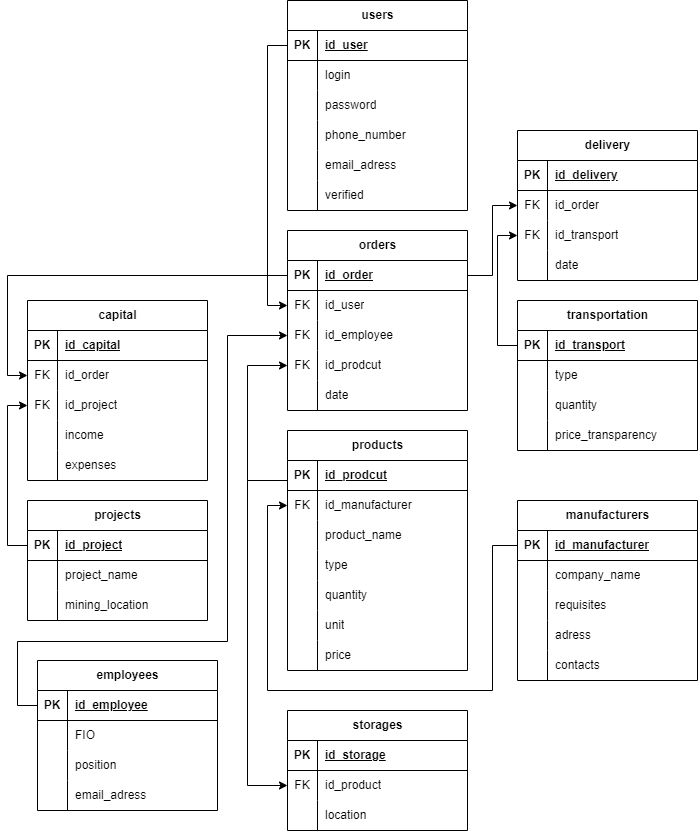 users
PK id_user
login
password
phone_number
email_adress
verified
delivery
PK id_delivery
FK id_order
FK id_transport
date
orders
PK id_order
FK id_user
FK id_employee
FK id_prodcut
date
capital
PK id_capital
FK id_order
FK id_project
income
expenses
transportation
PK id_transport
type
quantity
price_transparency
products
PK id_prodcut
FK id_manufacturer
product_name
type
quantity
unit
price
projects
PK id_project
project_name
mining_location
manufacturers
PK id_manufacturer
company_name
requisites
adress
contacts
employees
PK id_employee
FIO
position
email_adress
storages
PK id_storage
FK id_product
location